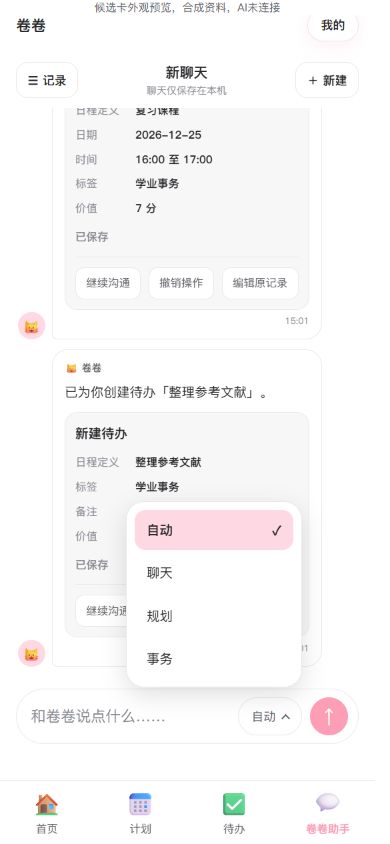 候选卡外观预览，合成资料，AI未连接
卷卷
我的
☰ 记录
新聊天
聊天仅保存在本机
＋ 新建
日程定义 复习课程
日期 2026-12-25
时间 16:00 至 17:00
标签 学业事务
价值 7 分
已保存
继续沟通 撤销操作 编辑原记录
15:01
卷卷
已为你创建待办「整理参考文献」。
新建待办
日程定义 整理参考文献
标签 学业事务
备注
价值
已保存
继续沟通
自动 ✓
聊天
规划
事务
和卷卷说点什么……
自动
首页 计划 待办 卷卷助手